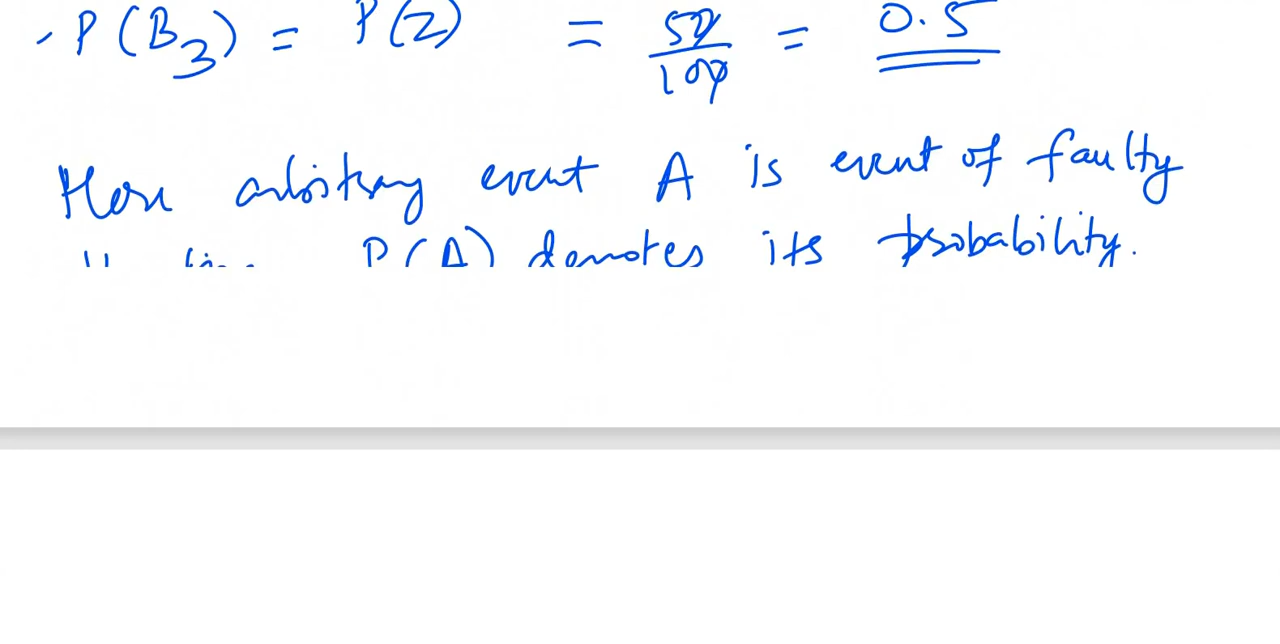 P(B₃) = P(Z) = 50/100 = 0.5
Here arbitrary event A is event of faulty
P(A) denotes its probability.